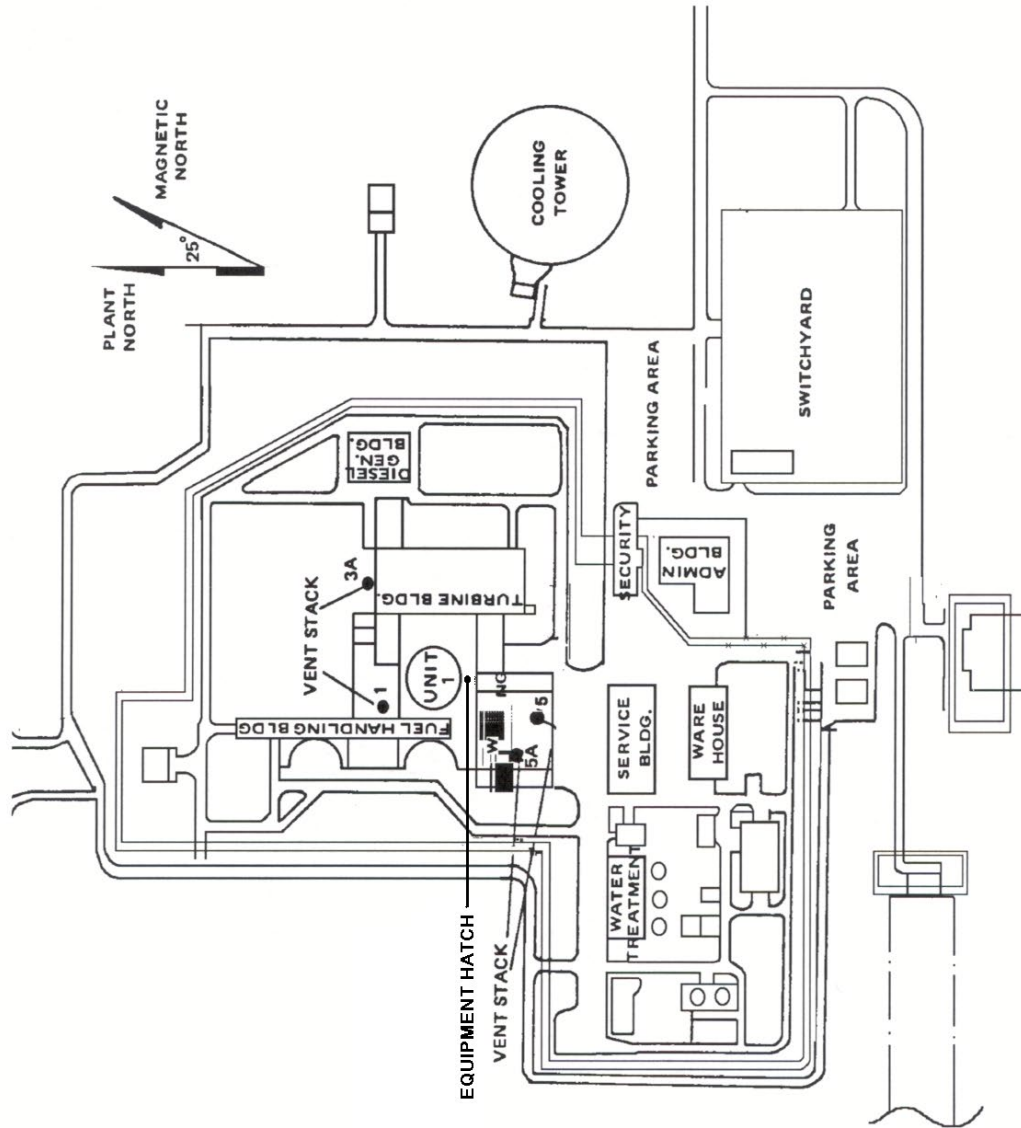 PLANT
NORTH
MAGNETIC
NORTH
25°
COOLING
TOWER
VENT STACK
3A
1
DIESEL
GEN.
BLDG.
TURBINE BLDG.
UNIT
1
FUEL HANDLING BLDG
NG
W
5
5A
EQUIPMENT HATCH
VENT STACK
PARKING AREA
SECURITY
ADMIN
BLDG.
SWITCHYARD
PARKING
AREA
SERVICE
BLDG.
WARE
HOUSE
WATER
TREATMENT